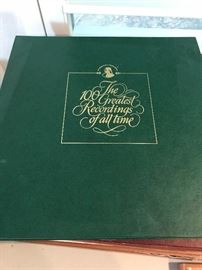 The
100 Greatest
Recordings
of all time